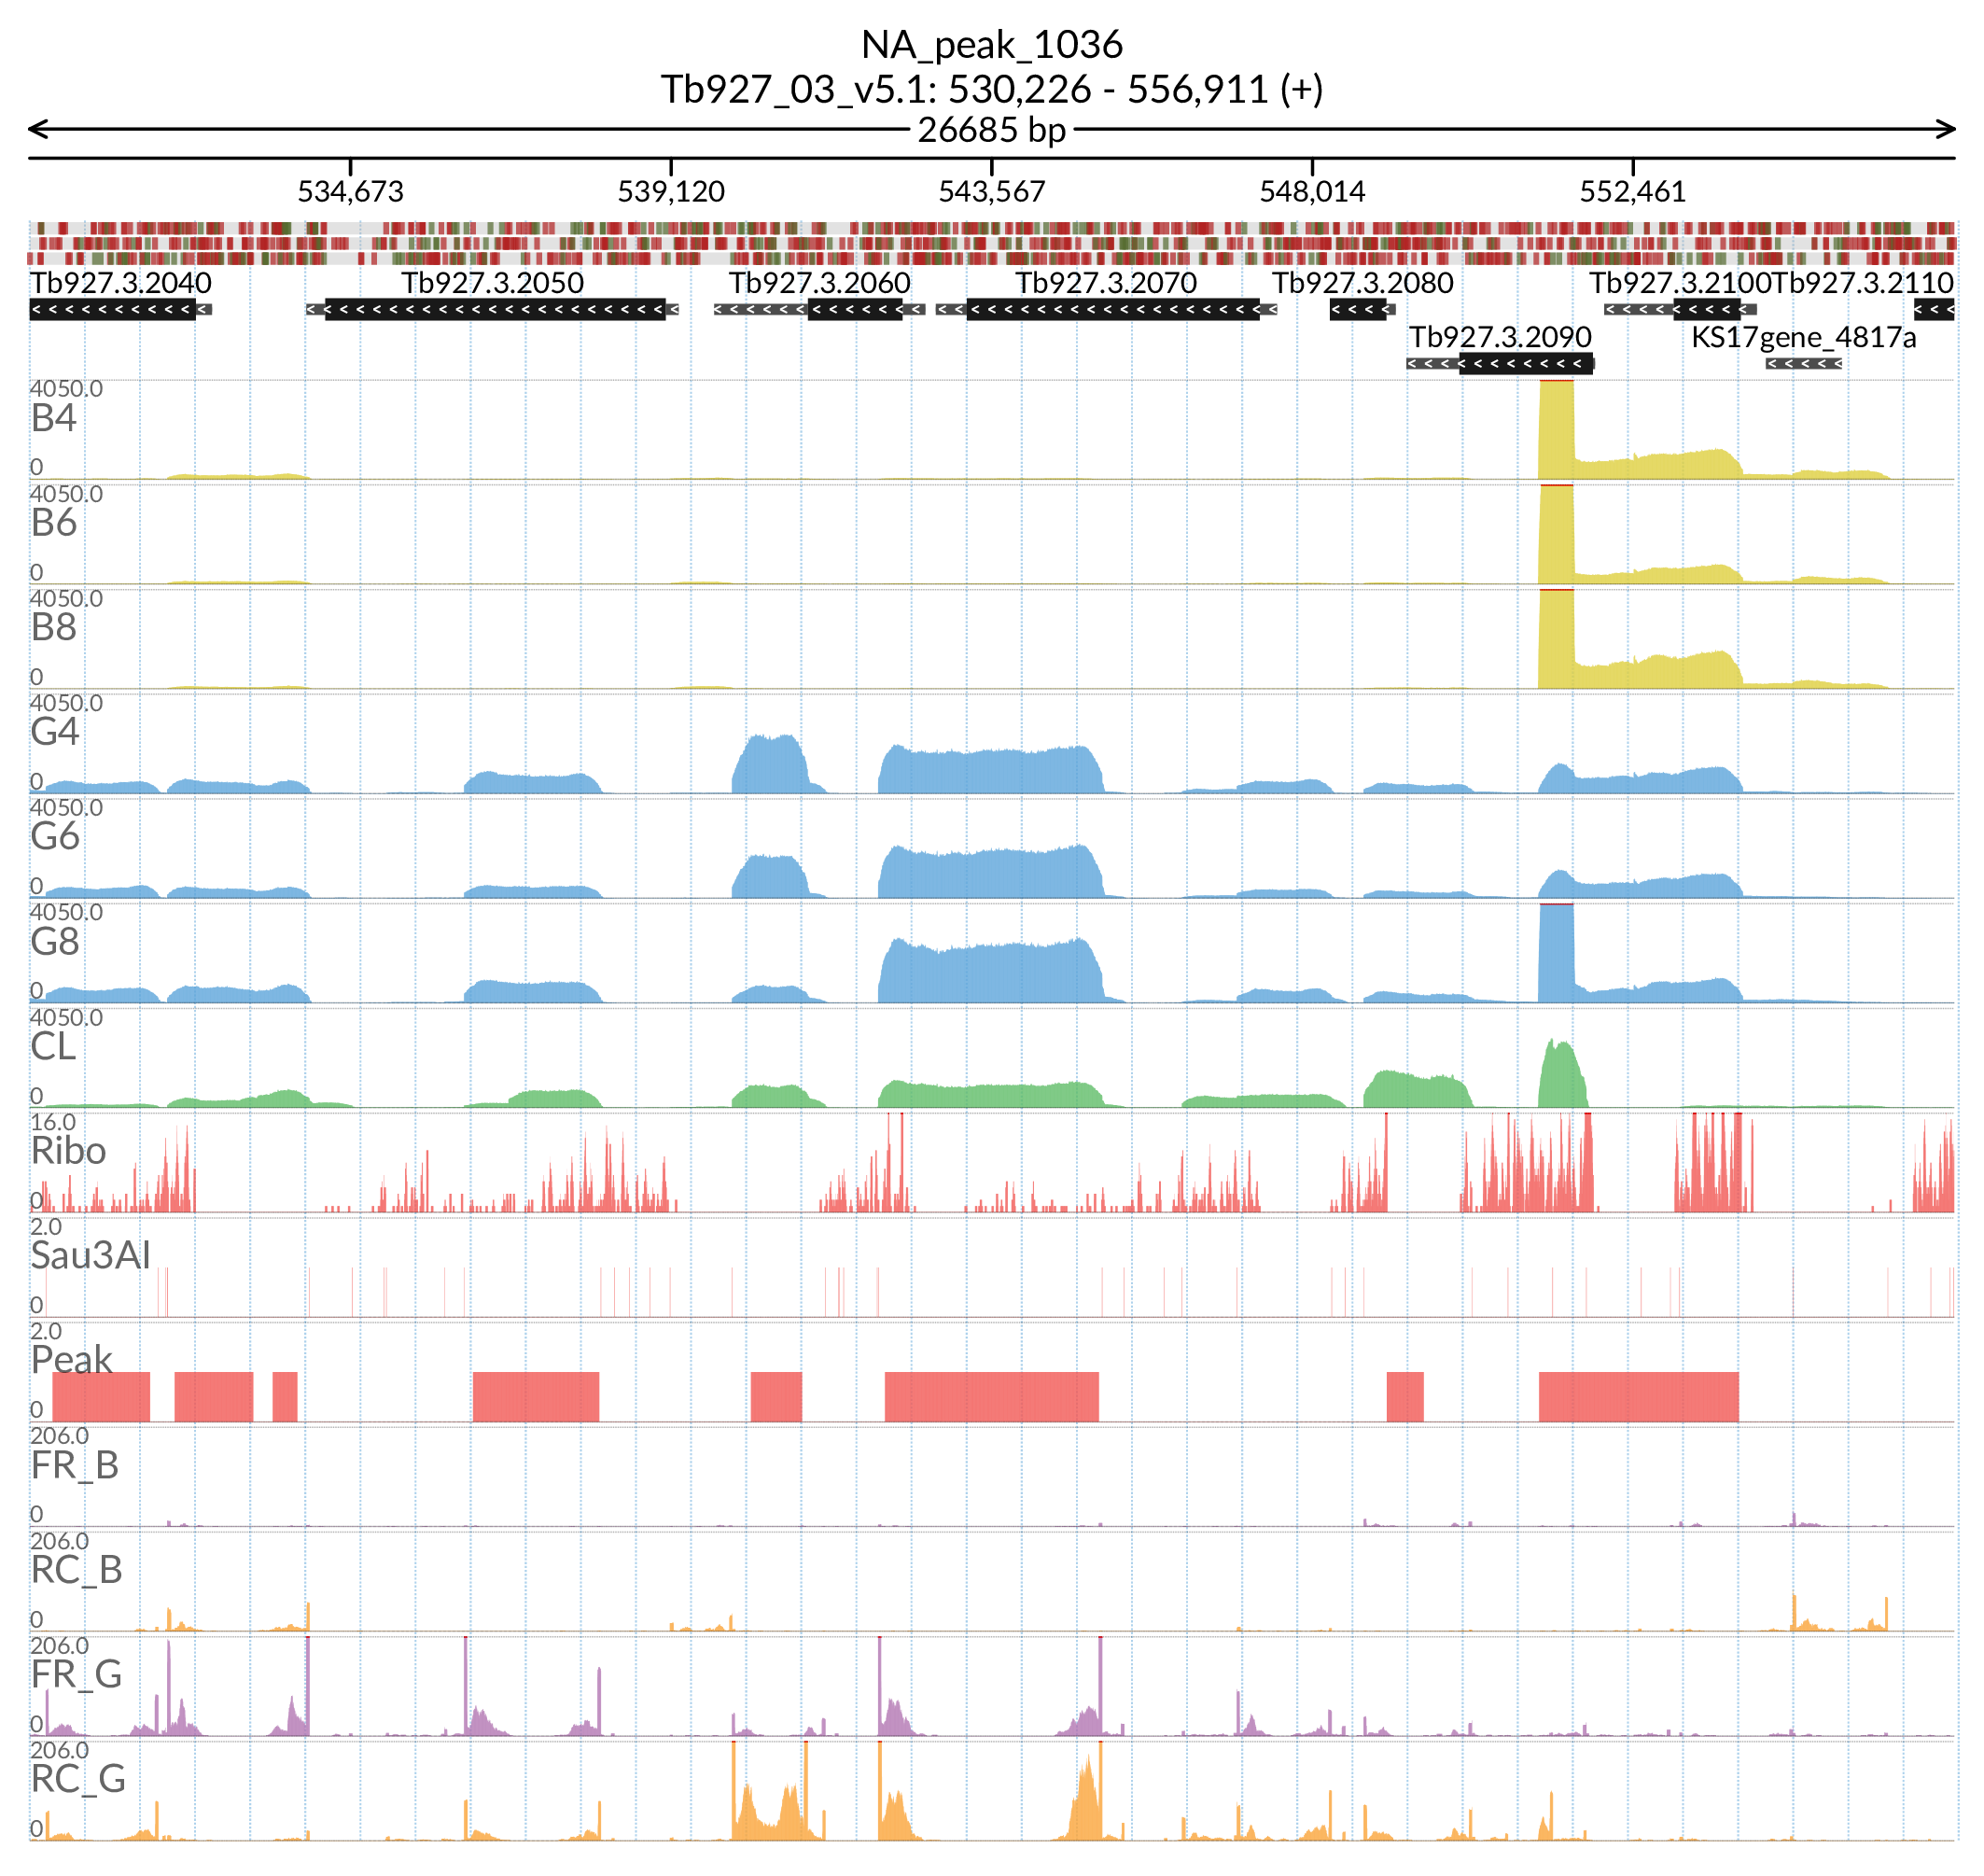 NA_peak_1036
Tb927_03_v5.1: 530,226 - 556,911 (+)
26685 bp
534,673 539,120 543,567 548,014 552,461
Tb927.3.2040 Tb927.3.2050 Tb927.3.2060 Tb927.3.2070 Tb927.3.2080 Tb927.3.2100 Tb927.3.2110
Tb927.3.2090 KS17gene_4817a
4050.0
B4
0
4050.0
B6
0
4050.0
B8
0
4050.0
G4
0
4050.0
G6
0
4050.0
G8
0
4050.0
CL
0
16.0
Ribo
0
2.0
Sau3AI
0
2.0
Peak
0
206.0
FR_B
0
206.0
RC_B
0
206.0
FR_G
0
206.0
RC_G
0